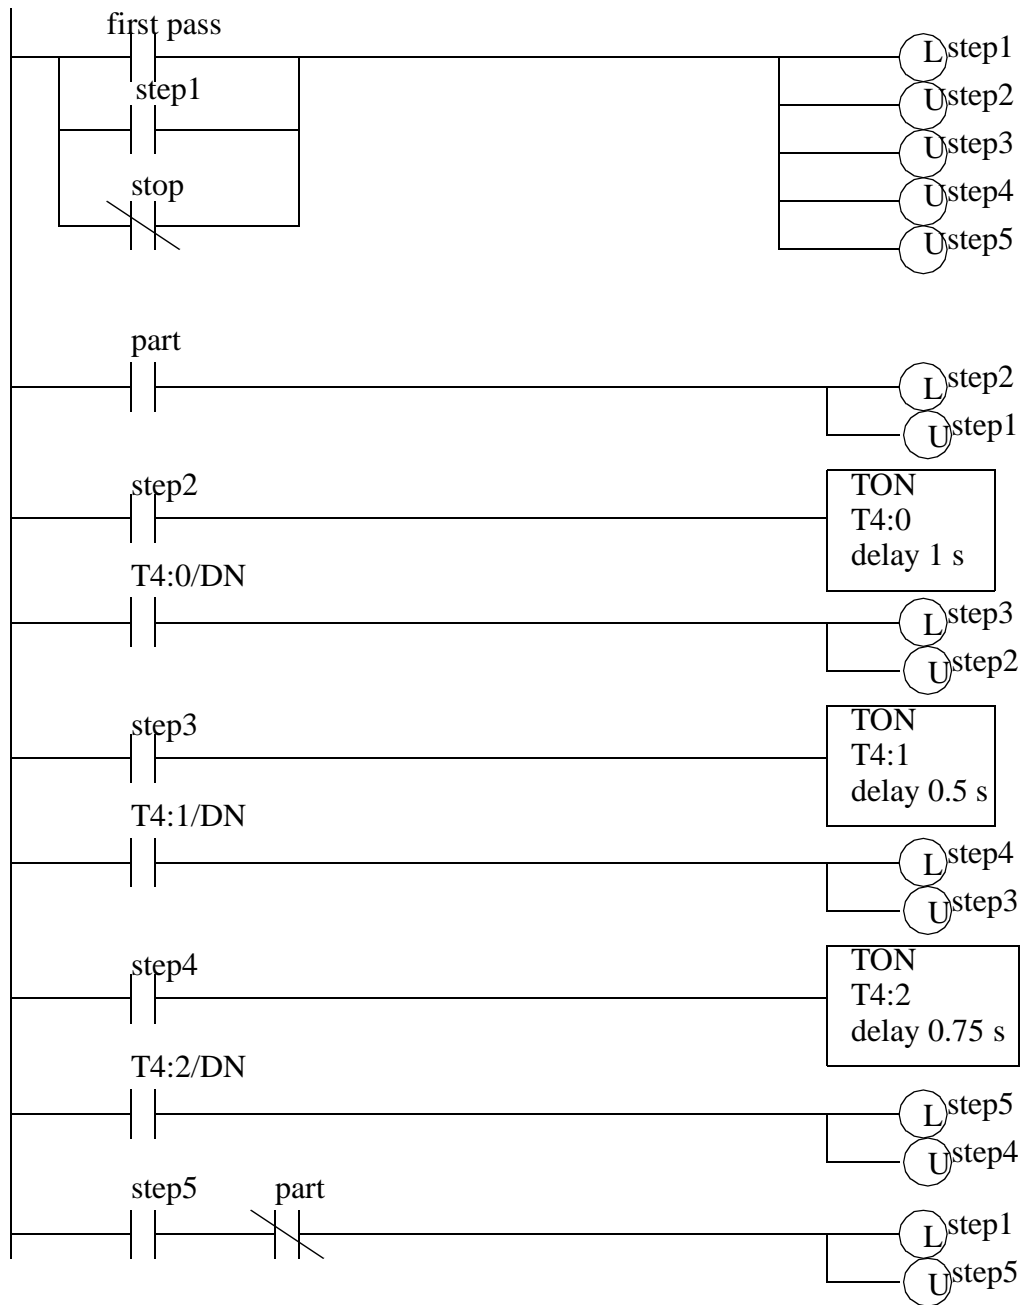 first pass
L step1
step1
U step2
U step3
stop
U step4
U step5
part
L step2
U step1
step2
TON
T4:0
delay 1 s
T4:0/DN
L step3
U step2
step3
TON
T4:1
delay 0.5 s
T4:1/DN
L step4
U step3
step4
TON
T4:2
delay 0.75 s
T4:2/DN
L step5
U step4
step5 part
L step1
U step5